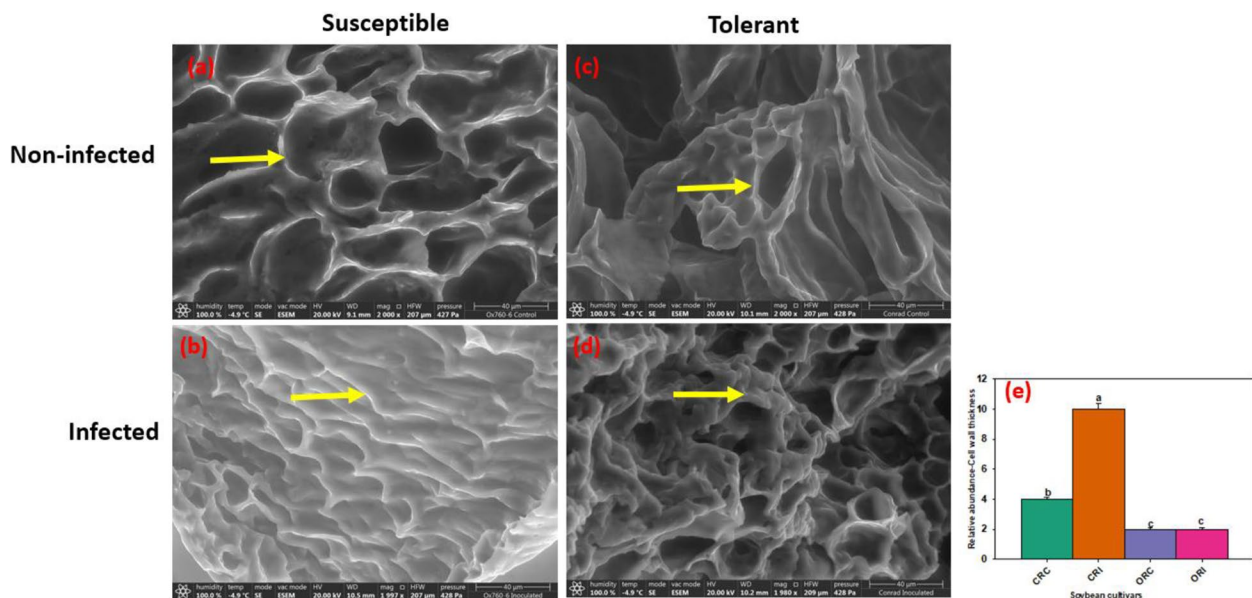 Susceptible
Tolerant
Non-infected
Infected
(a)
humidity temp mode vac mode HV WD mag □ HFW pressure 40 µm
100.0 % -4.9 °C SE ESEM 20.00 kV 9.1 mm 2 000 x 207 µm 427 Pa Ox760-6 Control
(c)
humidity temp mode vac mode HV WD mag □ HFW pressure 40 µm
100.0 % -4.9 °C SE ESEM 20.00 kV 10.1 mm 2 000 x 207 µm 428 Pa Conrad Control
(b)
humidity temp mode vac mode HV WD mag □ HFW pressure 40 µm
100.0 % -4.9 °C SE ESEM 20.00 kV 10.5 mm 1 997 x 207 µm 428 Pa Ox760-6 Inoculated
(d)
humidity temp mode vac mode HV WD mag □ HFW pressure 40 µm
100.0 % -4.9 °C SE ESEM 20.00 kV 10.2 mm 1 980 x 209 µm 428 Pa Conrad Inoculated
(e)
Relative abundance-Cell wall thickness
12
10
8
6
4
2
0
b
a
c
c
CRC
CRI
ORC
ORI
Soybean cultivars